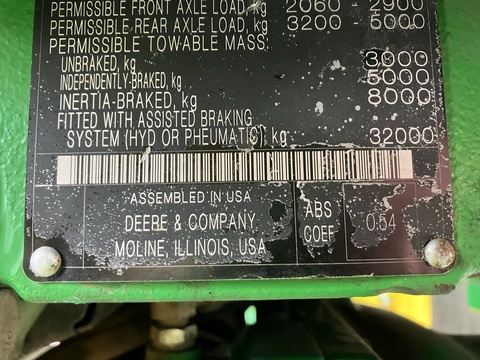 PERMISSIBLE FRONT AXLE LOAD, kg 2060 - 2900
PERMISSIBLE REAR AXLE LOAD, kg 3200 5000
PERMISSIBLE TOWABLE MASS:
UNBRAKED, kg 3000
INDEPENDENTLY-BRAKED, kg 5000
INERTIA-BRAKED, kg 8000
FITTED WITH ASSISTED BRAKING
SYSTEM (HYD OR PNEUMATIC), kg 32000
ASSEMBLED IN USA
DEERE & COMPANY
MOLINE, ILLINOIS, USA
ABS
COEF
0.54